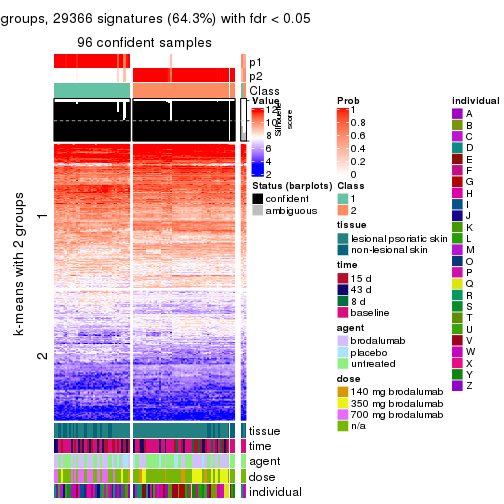 groups, 29366 signatures (64.3%) with fdr < 0.05
96 confident samples
p1
p2
Class
Silhouette
score
1
2
k-means with 2 groups
tissue
time
agent
dose
individual
Value
12
10
8
6
4
2
Status (barplots)
confident
ambiguous
Prob
1
0.8
0.6
0.4
0.2
0
Class
1
2
tissue
lesional psoriatic skin
non-lesional skin
time
15 d
43 d
8 d
baseline
agent
brodalumab
placebo
untreated
dose
140 mg brodalumab
350 mg brodalumab
700 mg brodalumab
n/a
individual
A
B
C
D
E
F
G
H
I
J
K
L
M
O
P
Q
R
S
T
U
V
W
X
Y
Z